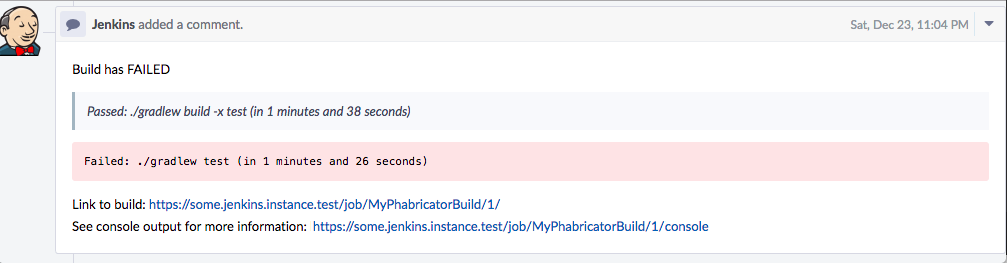 Jenkins added a comment.
Sat, Dec 23, 11:04 PM
Build has FAILED
Passed: ./gradlew build -x test (in 1 minutes and 38 seconds)
Failed: ./gradlew test (in 1 minutes and 26 seconds)
Link to build: https://some.jenkins.instance.test/job/MyPhabricatorBuild/1/
See console output for more information: https://some.jenkins.instance.test/job/MyPhabricatorBuild/1/console